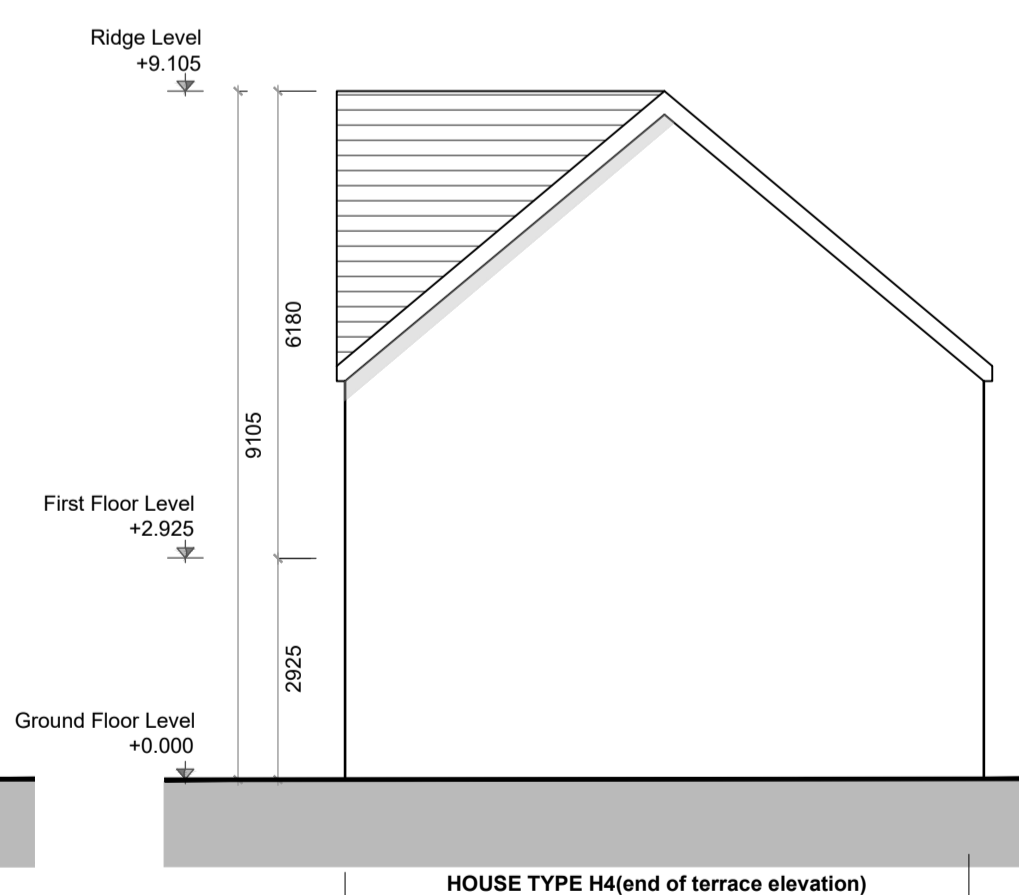 Ridge Level
+9.105
6180
9105
First Floor Level
+2.925
2925
Ground Floor Level
+0.000
HOUSE TYPE H4(end of terrace elevation)